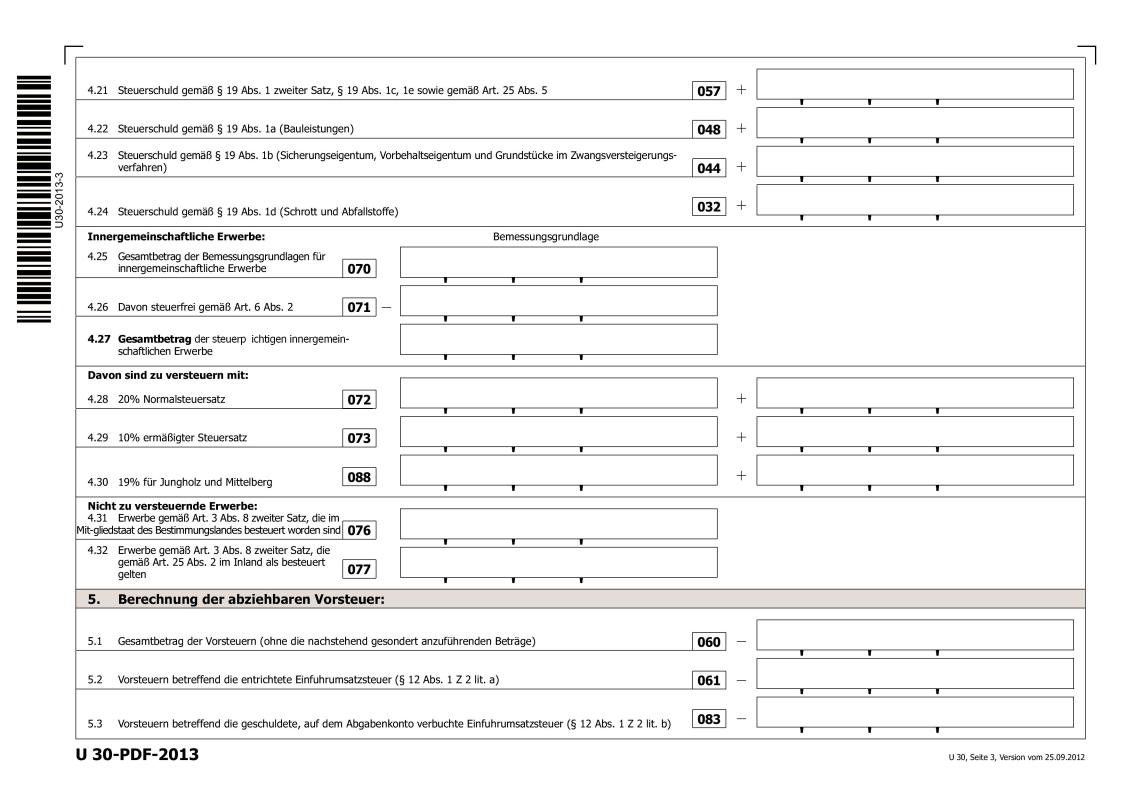 4.21 Steuerschuld gemäß § 19 Abs. 1 zweiter Satz, § 19 Abs. 1c, 1e sowie gemäß Art. 25 Abs. 5 057 +
4.22 Steuerschuld gemäß § 19 Abs. 1a (Bauleistungen) 048 +
4.23 Steuerschuld gemäß § 19 Abs. 1b (Sicherungseigentum, Vorbehaltseigentum und Grundstücke im Zwangsversteigerungs-
verfahren) 044 +
4.24 Steuerschuld gemäß § 19 Abs. 1d (Schrott und Abfallstoffe) 032 +
U30-2013-3
Innergemeinschaftliche Erwerbe: Bemessungsgrundlage
4.25 Gesamtbetrag der Bemessungsgrundlagen für
innergemeinschaftliche Erwerbe 070
4.26 Davon steuerfrei gemäß Art. 6 Abs. 2 071 –
4.27 Gesamtbetrag der steuerp ichtigen innergemein-
schaftlichen Erwerbe
Davon sind zu versteuern mit:
4.28 20% Normalsteuersatz 072 +
4.29 10% ermäßigter Steuersatz 073 +
4.30 19% für Jungholz und Mittelberg 088 +
Nicht zu versteuernde Erwerbe:
4.31 Erwerbe gemäß Art. 3 Abs. 8 zweiter Satz, die im
Mit-gliedstaat des Bestimmungslandes besteuert worden sind 076
4.32 Erwerbe gemäß Art. 3 Abs. 8 zweiter Satz, die
gemäß Art. 25 Abs. 2 im Inland als besteuert
gelten 077
5. Berechnung der abziehbaren Vorsteuer:
5.1 Gesamtbetrag der Vorsteuern (ohne die nachstehend gesondert anzuführenden Beträge) 060 –
5.2 Vorsteuern betreffend die entrichtete Einfuhrumsatzsteuer (§ 12 Abs. 1 Z 2 lit. a) 061 –
5.3 Vorsteuern betreffend die geschuldete, auf dem Abgabenkonto verbuchte Einfuhrumsatzsteuer (§ 12 Abs. 1 Z 2 lit. b) 083 –
U 30-PDF-2013
U 30, Seite 3, Version vom 25.09.2012